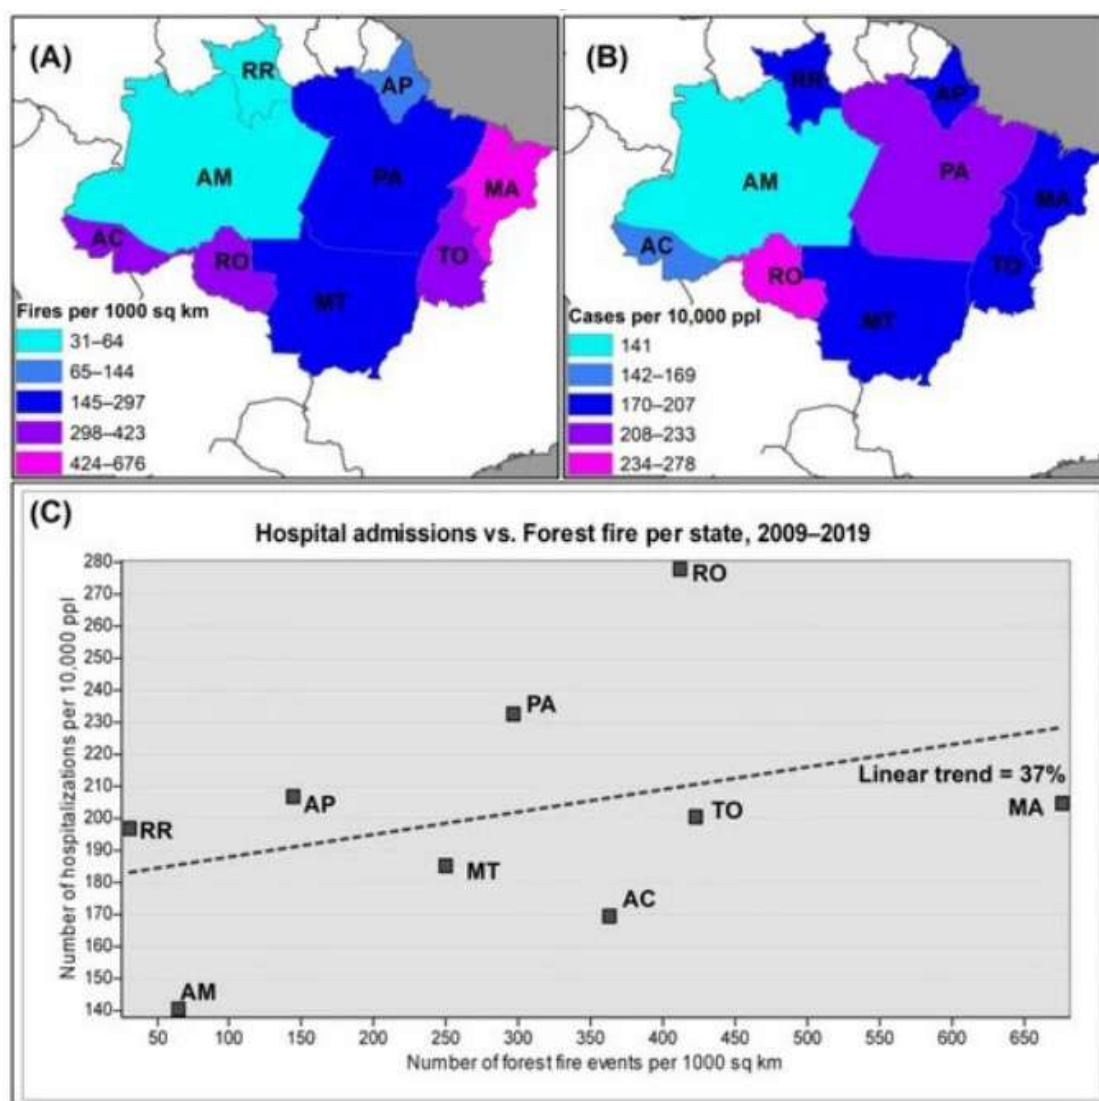 (A)
RR
AP
AM
PA
MA
AC
RO
TO
MT
Fires per 1000 sq km
31–64
65–144
145–297
298–423
424–676
(B)
RR
AP
AM
PA
MA
AC
RO
TO
MT
Cases per 10,000 ppl
141
142–169
170–207
208–233
234–278
(C)
Hospital admissions vs. Forest fire per state, 2009–2019
Number of hospitalizations per 10,000 ppl
280
270
260
250
240
230
220
210
200
190
180
170
160
150
140
RO
PA
Linear trend = 37%
AP
TO
MA
RR
MT
AC
AM
50 100 150 200 250 300 350 400 450 500 550 600 650
Number of forest fire events per 1000 sq km